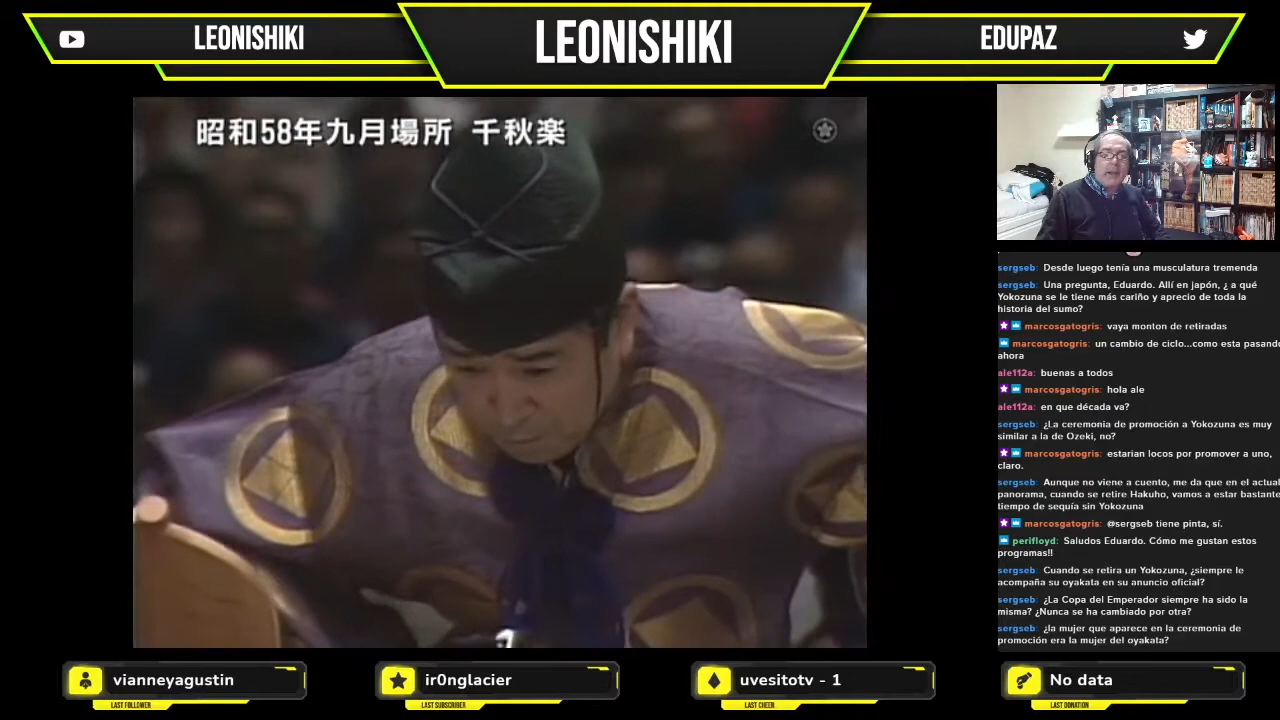 LEONISHIKI
LEONISHIKI
EDUPAZ
昭和58年九月場所 千秋楽
sergseb: Desde luego tenía una musculatura tremenda
sergseb: Una pregunta, Eduardo. Allí en japón, ¿ a qué
Yokozuna se le tiene más cariño y aprecio de toda la
historia del sumo?
marcosgatogris: vaya monton de retiradas
marcosgatogris: un cambio de ciclo...como esta pasando
ahora
ale112a: buenas a todos
marcosgatogris: hola ale
ale112a: en que década va?
sergseb: ¿La ceremonia de promoción a Yokozuna es muy
similar a la de Ozeki, no?
marcosgatogris: estarian locos por promover a uno,
claro.
sergseb: Aunque no viene a cuento, me da que en el actual
panorama, cuando se retire Hakuho, vamos a estar bastante
tiempo de sequía sin Yokozuna
marcosgatogris: @sergseb tiene pinta, sí.
perifloyd: Saludos Eduardo. Cómo me gustan estos
programas!!
sergseb: Cuando se retira un Yokozuna, ¿siempre le
acompaña su oyakata en su anuncio oficial?
sergseb: ¿La Copa del Emperador siempre ha sido la
misma? ¿Nunca se ha cambiado por otra?
sergseb: ¿la mujer que aparece en la ceremonia de
promoción era la mujer del oyakata?
vianneyagustin
LAST FOLLOWER
ir0nglacier
LAST SUBSCRIBER
uvesitotv - 1
LAST CHEER
No data
LAST DONATION